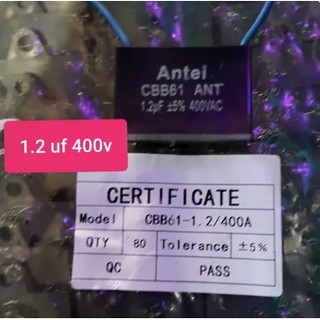 Antei
CBB61 ANT
1.2µF ±5% 400VAC
1.2 uf 400v
CERTIFICATE
Model CBB61-1.2/400A
QTY 80 Tolerance ±5%
QC PASS